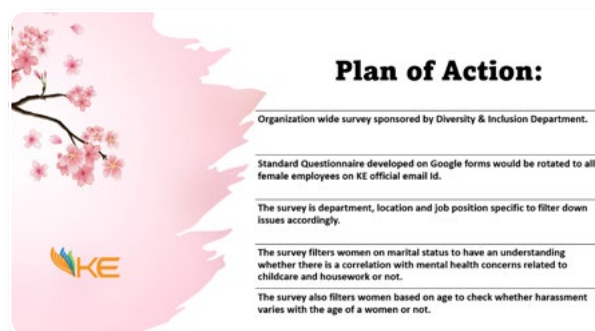 Plan of Action:
Organization wide survey sponsored by Diversity & Inclusion Department.
Standard Questionnaire developed on Google forms would be rotated to all
female employees on KE official email Id.
The survey is department, location and job position specific to filter down
issues accordingly.
KE
The survey filters women on marital status to have an understanding
whether there is a correlation with mental health concerns related to
childcare and housework or not.
The survey also filters women based on age to check whether harassment
varies with the age of a women or not.